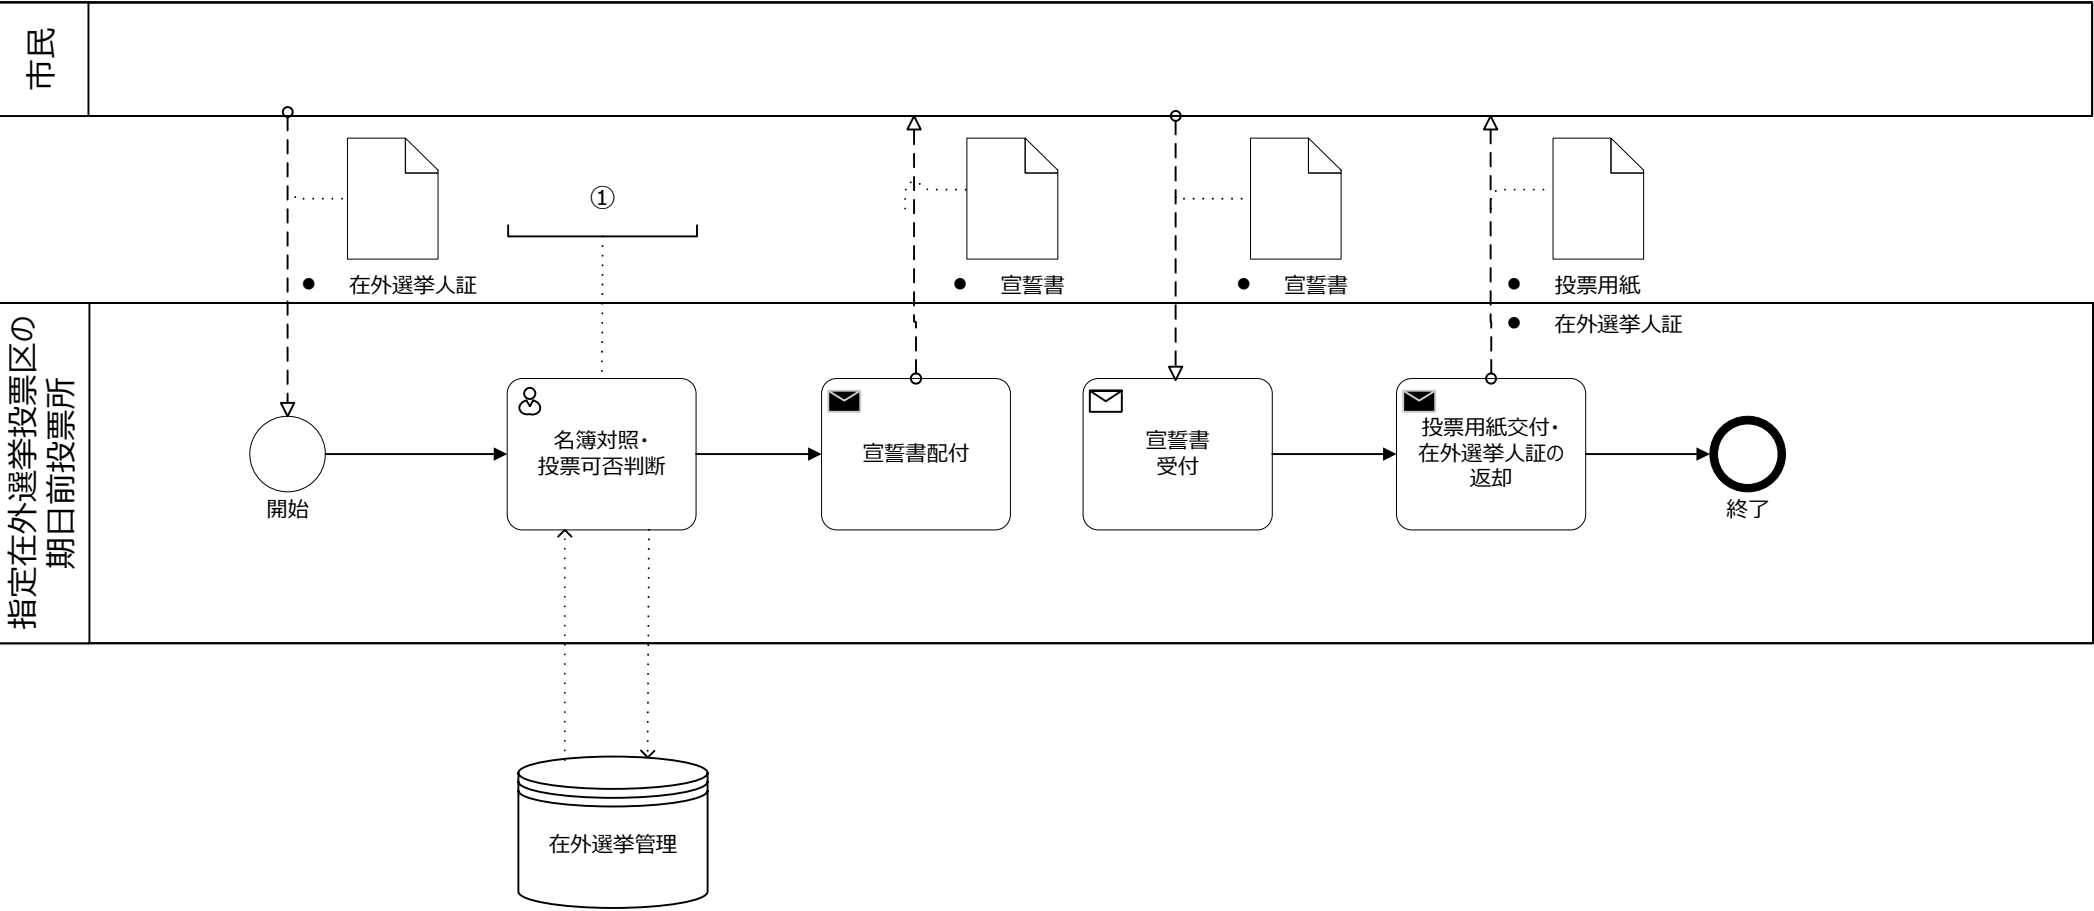 市民
①
● 在外選挙人証
● 宣誓書
● 宣誓書
● 投票用紙
● 在外選挙人証
指定在外選挙投票区の
期日前投票所
開始
名簿対照・
投票可否判断
宣誓書配付
宣誓書
受付
投票用紙交付・
在外選挙人証の
返却
終了
在外選挙管理